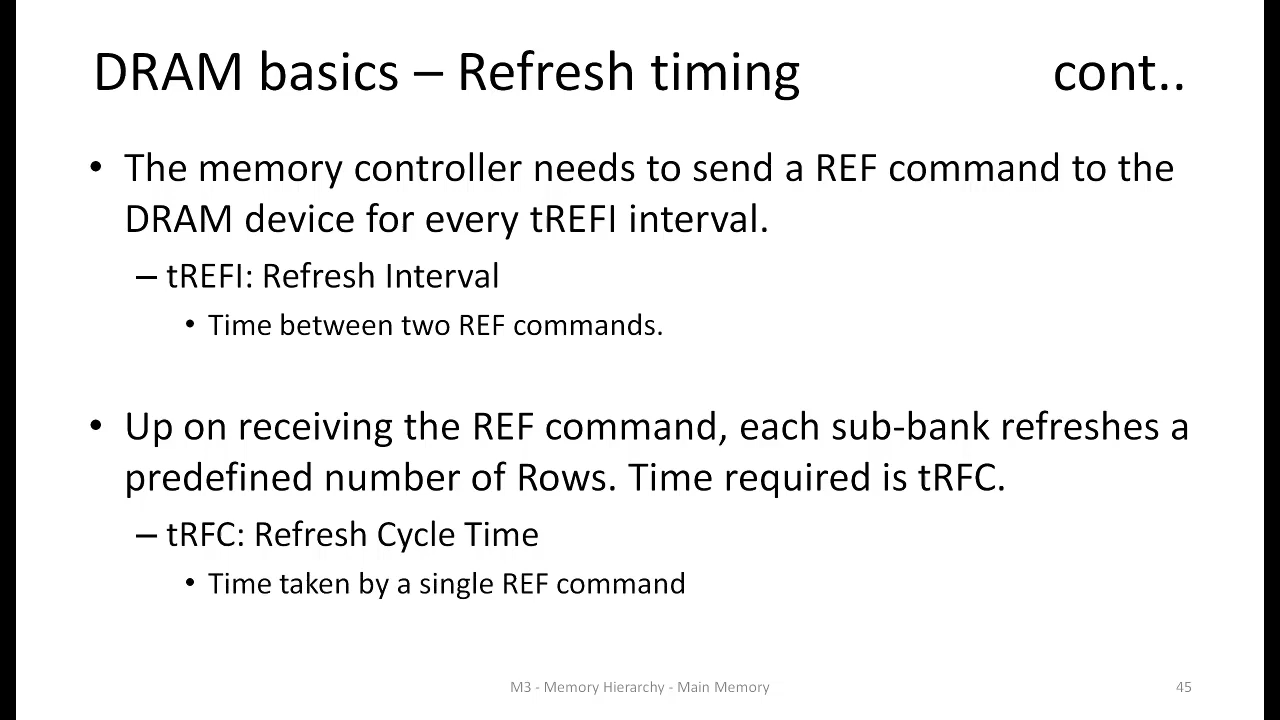 DRAM basics – Refresh timing cont..
• The memory controller needs to send a REF command to the
DRAM device for every tREFI interval.
– tREFI: Refresh Interval
• Time between two REF commands.
• Up on receiving the REF command, each sub-bank refreshes a
predefined number of Rows. Time required is tRFC.
– tRFC: Refresh Cycle Time
• Time taken by a single REF command
M3 - Memory Hierarchy - Main Memory
45